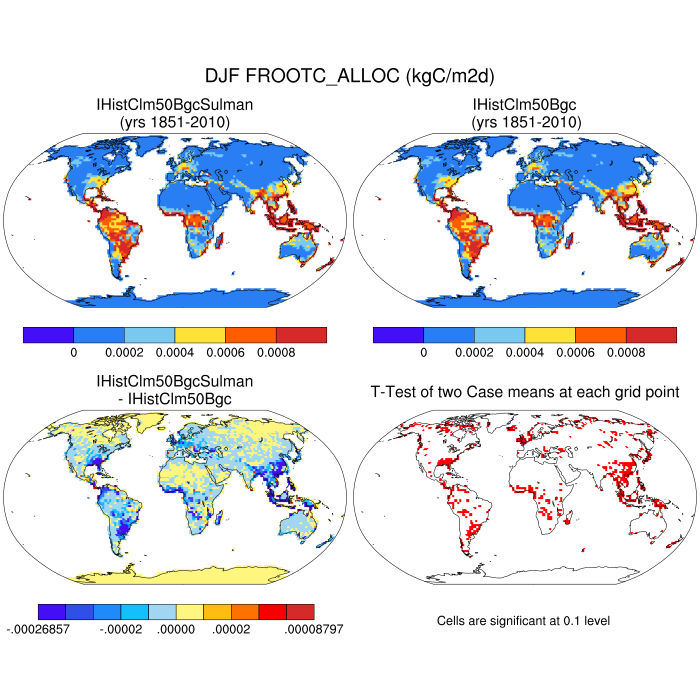 DJF FROOTC_ALLOC (kgC/m2d)
IHistClm50BgcSulman
(yrs 1851-2010)
IHistClm50Bgc
(yrs 1851-2010)
0 0.0002 0.0004 0.0006 0.0008
0 0.0002 0.0004 0.0006 0.0008
IHistClm50BgcSulman
- IHistClm50Bgc
T-Test of two Case means at each grid point
-.00026857 -.00002 .00000 .00002 .00008797
Cells are significant at 0.1 level